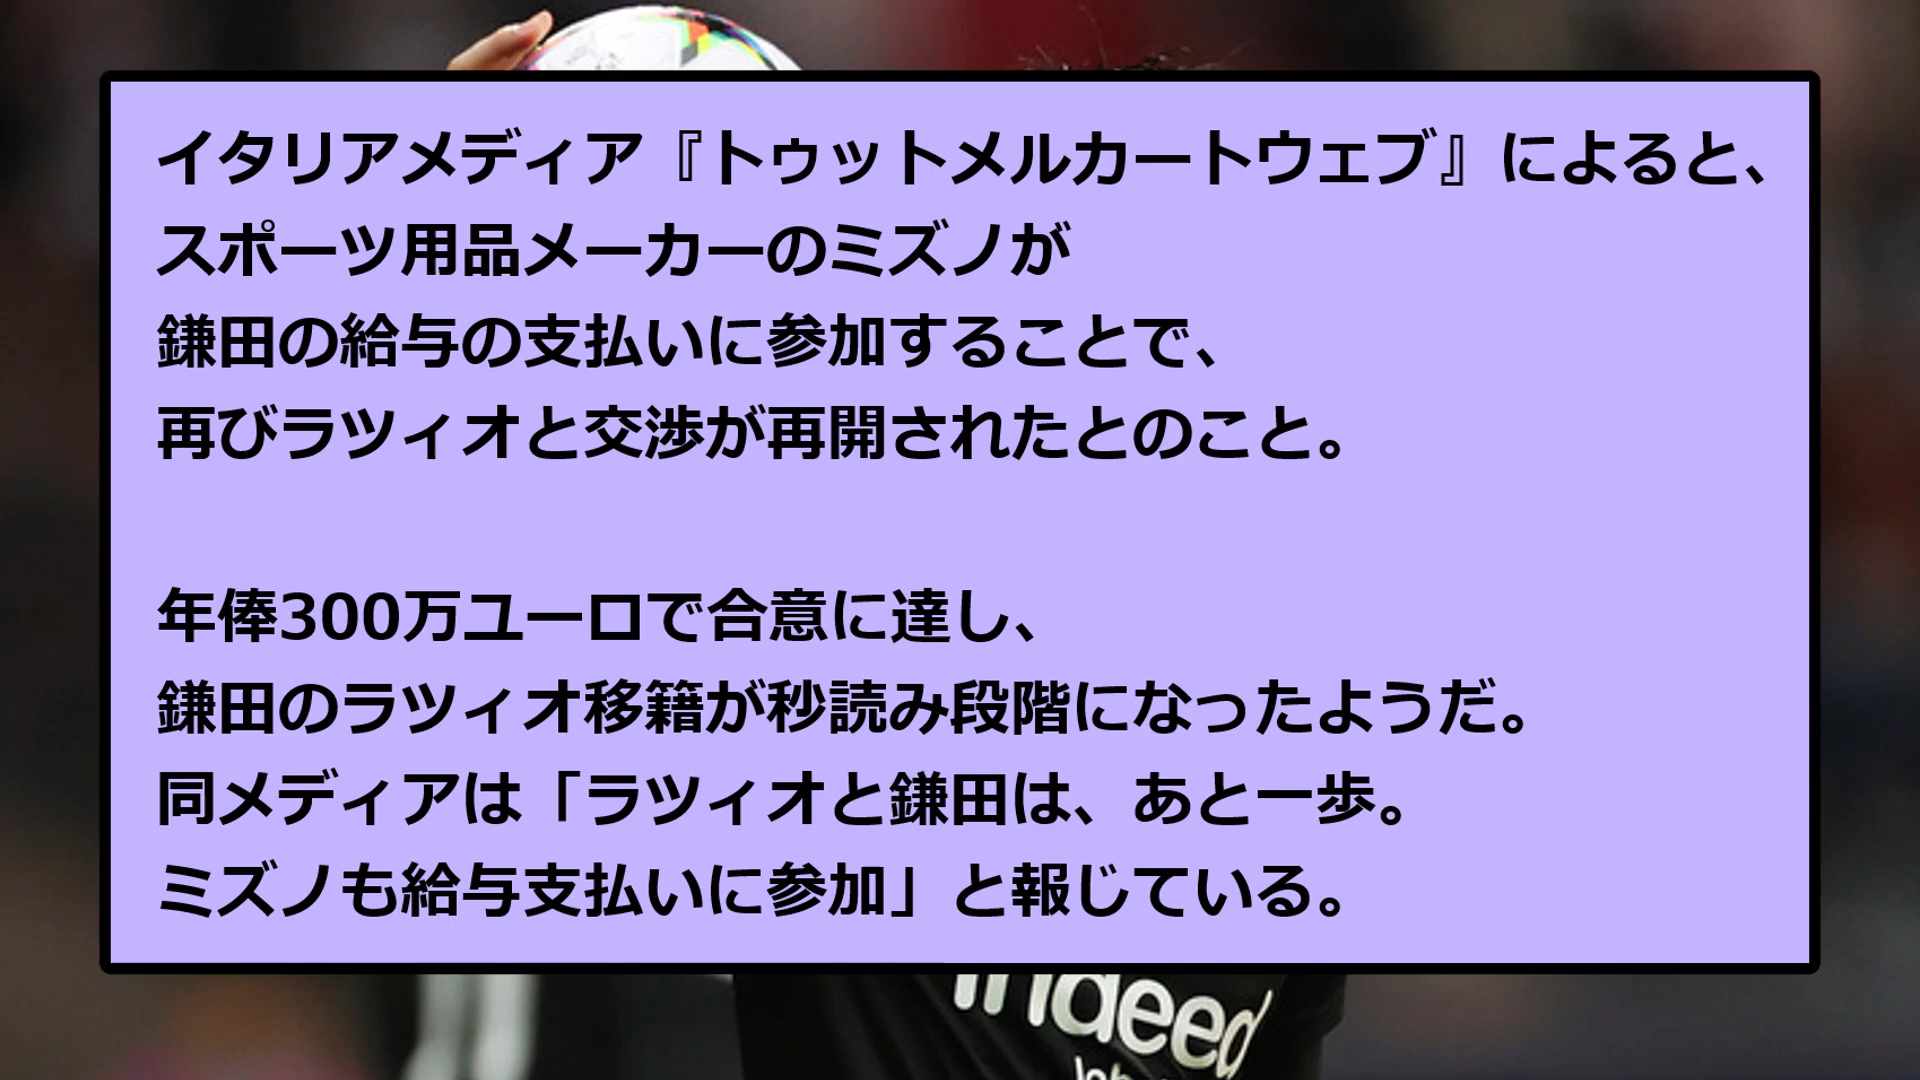 イタリアメディア『トゥットメルカートウェブ』によると、
スポーツ用品メーカーのミズノが
鎌田の給与の支払いに参加することで、
再びラツィオと交渉が再開されたとのこと。
年俸300万ユーロで合意に達し、
鎌田のラツィオ移籍が秒読み段階になったようだ。
同メディアは「ラツィオと鎌田は、あと一歩。
ミズノも給与支払いに参加」と報じている。
indeed